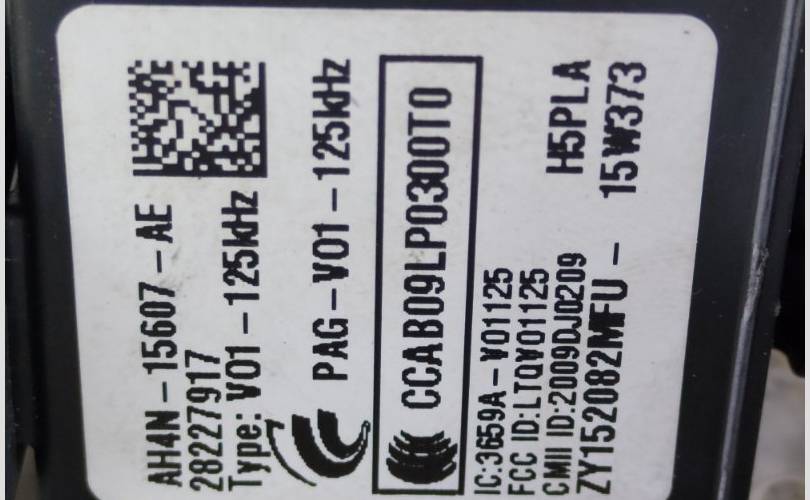 AH4N-15607-AE
28227917
Type: V01-125kHz
PAG-V01-125kHz
CCAB09LP0300T0
IC:3659A-V01125
FCC ID:LTQV01125
CMII ID:2009DJ0209
H5PLA
ZY152082MFU- 15W373